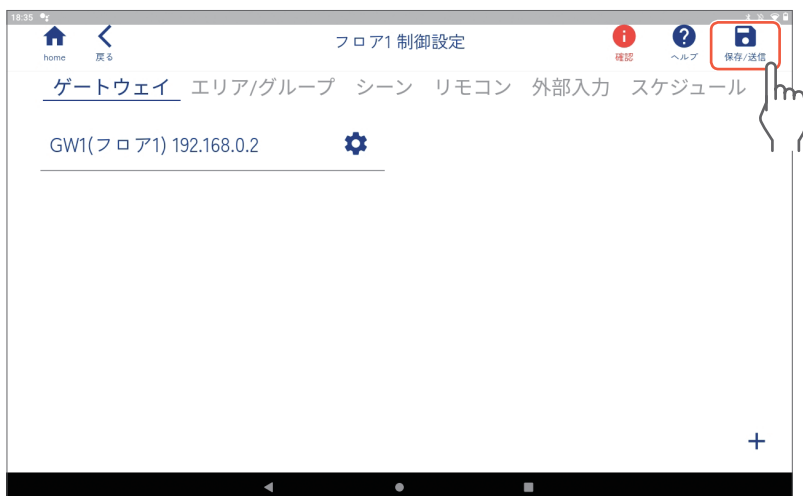 18:35
フロア1 制御設定
home
戻る
確認
ヘルプ
保存/送信
ゲートウェイ エリア/グループ シーン リモコン 外部入力 スケジュール
GW1(フロア1) 192.168.0.2
+